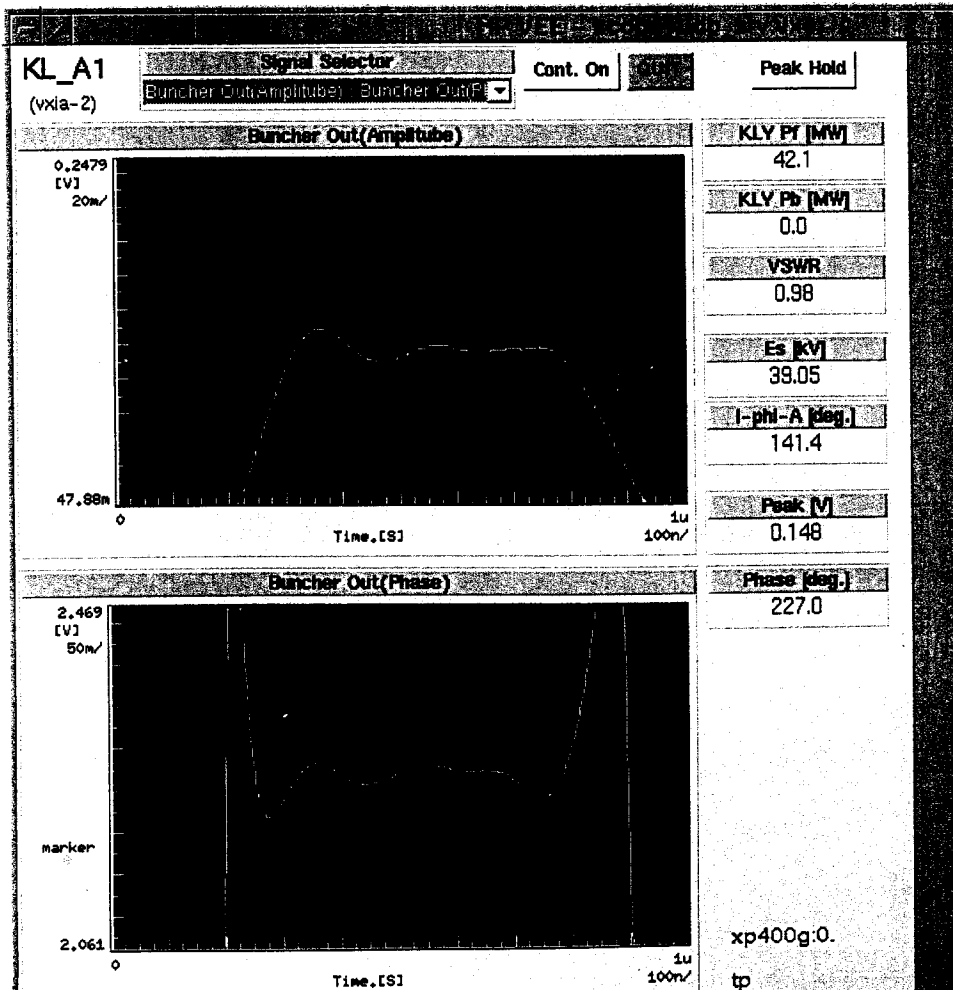 KL_A1
(vxia-2)
Signal Selector
Buncher Out(Amplitube) Buncher Out(P
Cont. On
Peak Hold
Buncher Out(Amplitube)
0.2479
[V]
20m/
47.88m
0
1u
Time.[S]
100n/
KLY Pf [MW]
42.1
KLY Pb [MW]
0.0
VSWR
0.98
Es [kV]
39.05
I-phi-A [deg.]
141.4
Peak [V]
0.148
Phase [deg.]
227.0
Buncher Out(Phase)
2.469
[V]
50m/
marker
2.061
0
1u
Time.[S]
100n/
xp400g:0.
tp